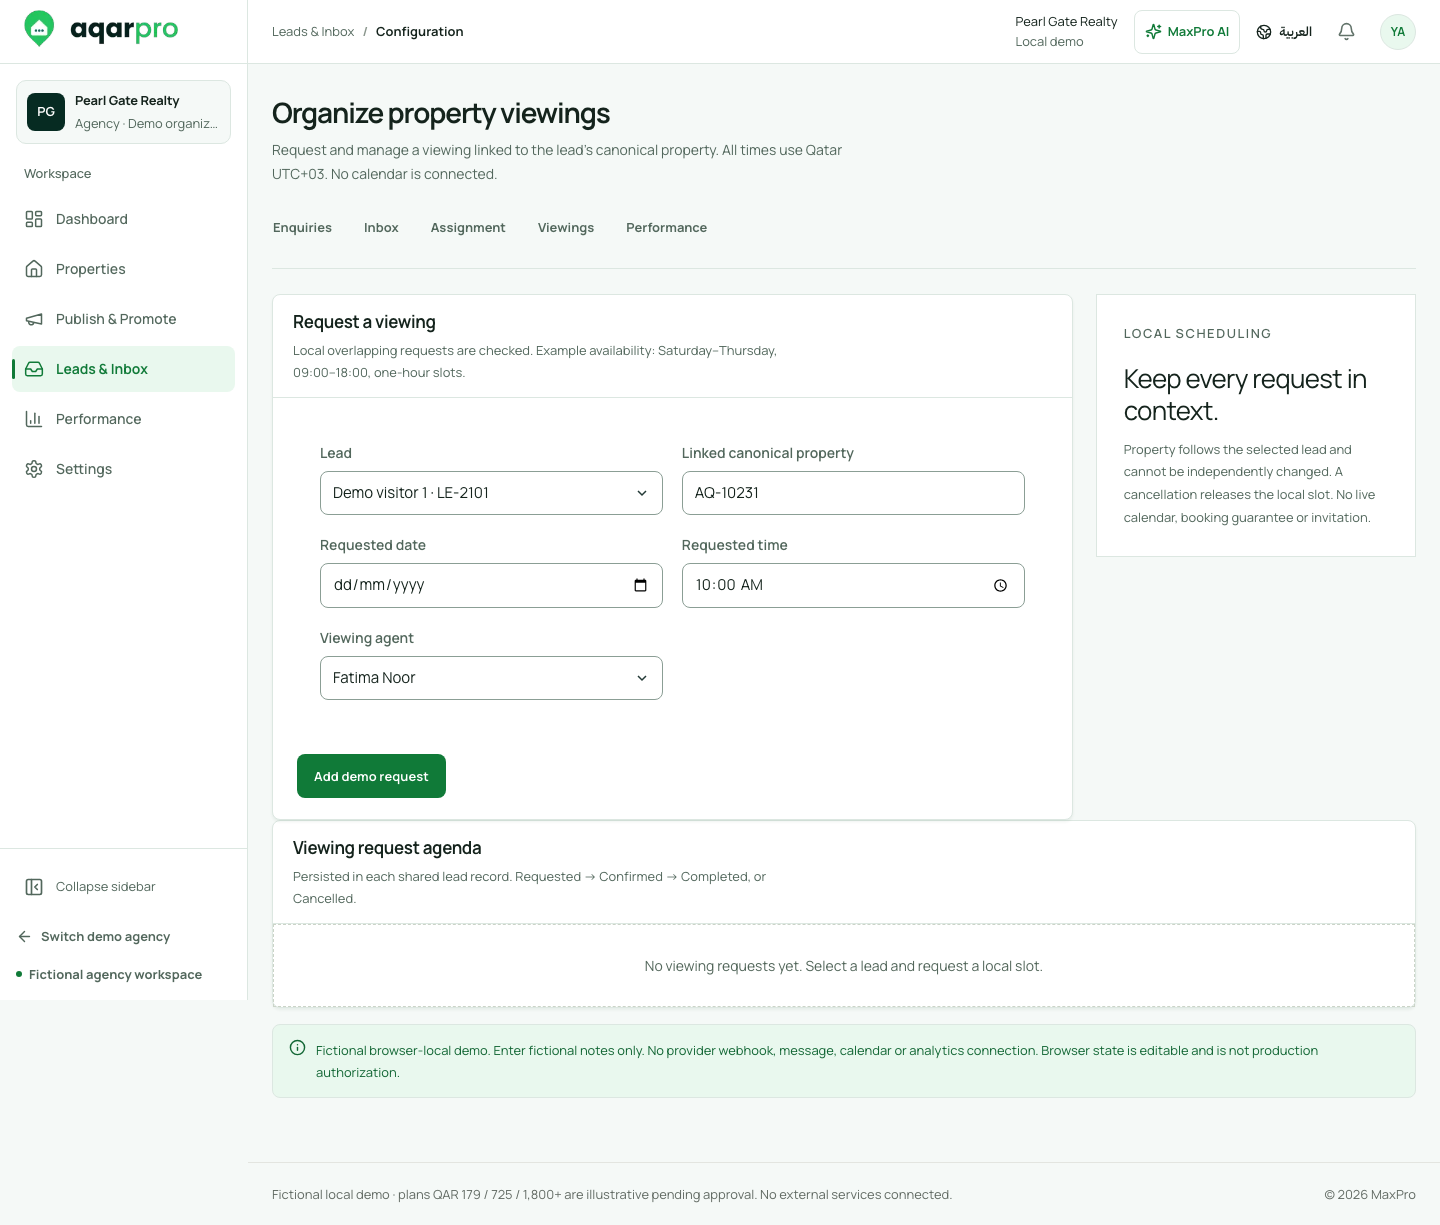 aqarpro
Leads & Inbox / Configuration
Pearl Gate Realty
Local demo
MaxPro AI
العربية
YA
PG
Pearl Gate Realty
Agency · Demo organiz...
Workspace
Dashboard
Properties
Publish & Promote
Leads & Inbox
Performance
Settings
Collapse sidebar
Switch demo agency
Fictional agency workspace
Organize property viewings
Request and manage a viewing linked to the lead's canonical property. All times use Qatar
UTC+03. No calendar is connected.
Enquiries Inbox Assignment Viewings Performance
Request a viewing
Local overlapping requests are checked. Example availability: Saturday–Thursday,
09:00–18:00, one-hour slots.
Lead
Demo visitor 1 · LE-2101
Linked canonical property
AQ-10231
Requested date
dd/mm/yyyy
Requested time
10:00 AM
Viewing agent
Fatima Noor
Add demo request
LOCAL SCHEDULING
Keep every request in
context.
Property follows the selected lead and
cannot be independently changed. A
cancellation releases the local slot. No live
calendar, booking guarantee or invitation.
Viewing request agenda
Persisted in each shared lead record. Requested → Confirmed → Completed, or
Cancelled.
No viewing requests yet. Select a lead and request a local slot.
Fictional browser-local demo. Enter fictional notes only. No provider webhook, message, calendar or analytics connection. Browser state is editable and is not production
authorization.
Fictional local demo · plans QAR 179 / 725 / 1,800+ are illustrative pending approval. No external services connected.
© 2026 MaxPro